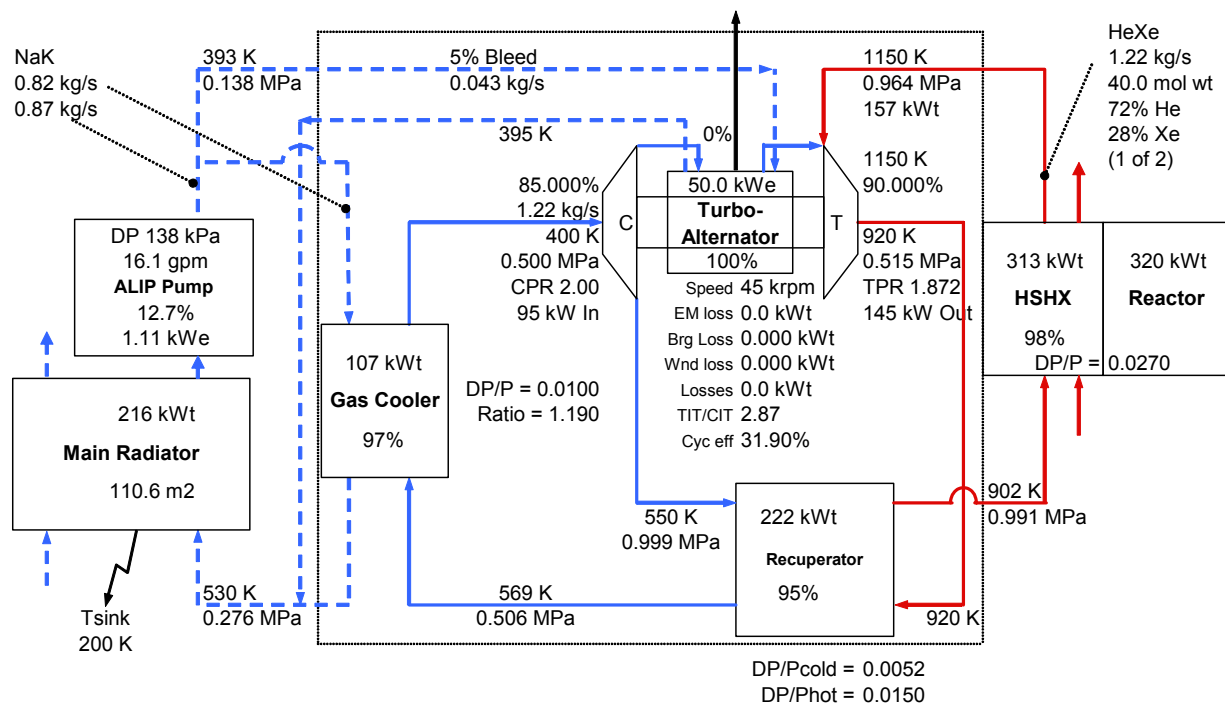 NaK
0.82 kg/s
0.87 kg/s
393 K
0.138 MPa
5% Bleed
0.043 kg/s
395 K
0%
1150 K
0.964 MPa
157 kWt
HeXe
1.22 kg/s
40.0 mol wt
72% He
28% Xe
(1 of 2)
DP 138 kPa
16.1 gpm
ALIP Pump
12.7%
1.11 kWe
216 kWt
Main Radiator
110.6 m2
Tsink
200 K
530 K
0.276 MPa
107 kWt
Gas Cooler
97%
DP/P = 0.0100
Ratio = 1.190
85.000%
1.22 kg/s
400 K
0.500 MPa
CPR 2.00
95 kW In
C
50.0 kWe
Turbo-
Alternator
100%
Speed 45 krpm
EM loss 0.0 kWt
Brg Loss 0.000 kWt
Wnd loss 0.000 kWt
Losses 0.0 kWt
TIT/CIT 2.87
Cyc eff 31.90%
T
1150 K
90.000%
920 K
0.515 MPa
TPR 1.872
145 kW Out
313 kWt
HSHX
98%
DP/P = 0.0270
320 kWt
Reactor
550 K
0.999 MPa
222 kWt
Recuperator
95%
902 K
0.991 MPa
569 K
0.506 MPa
920 K
DP/Pcold = 0.0052
DP/Phot = 0.0150